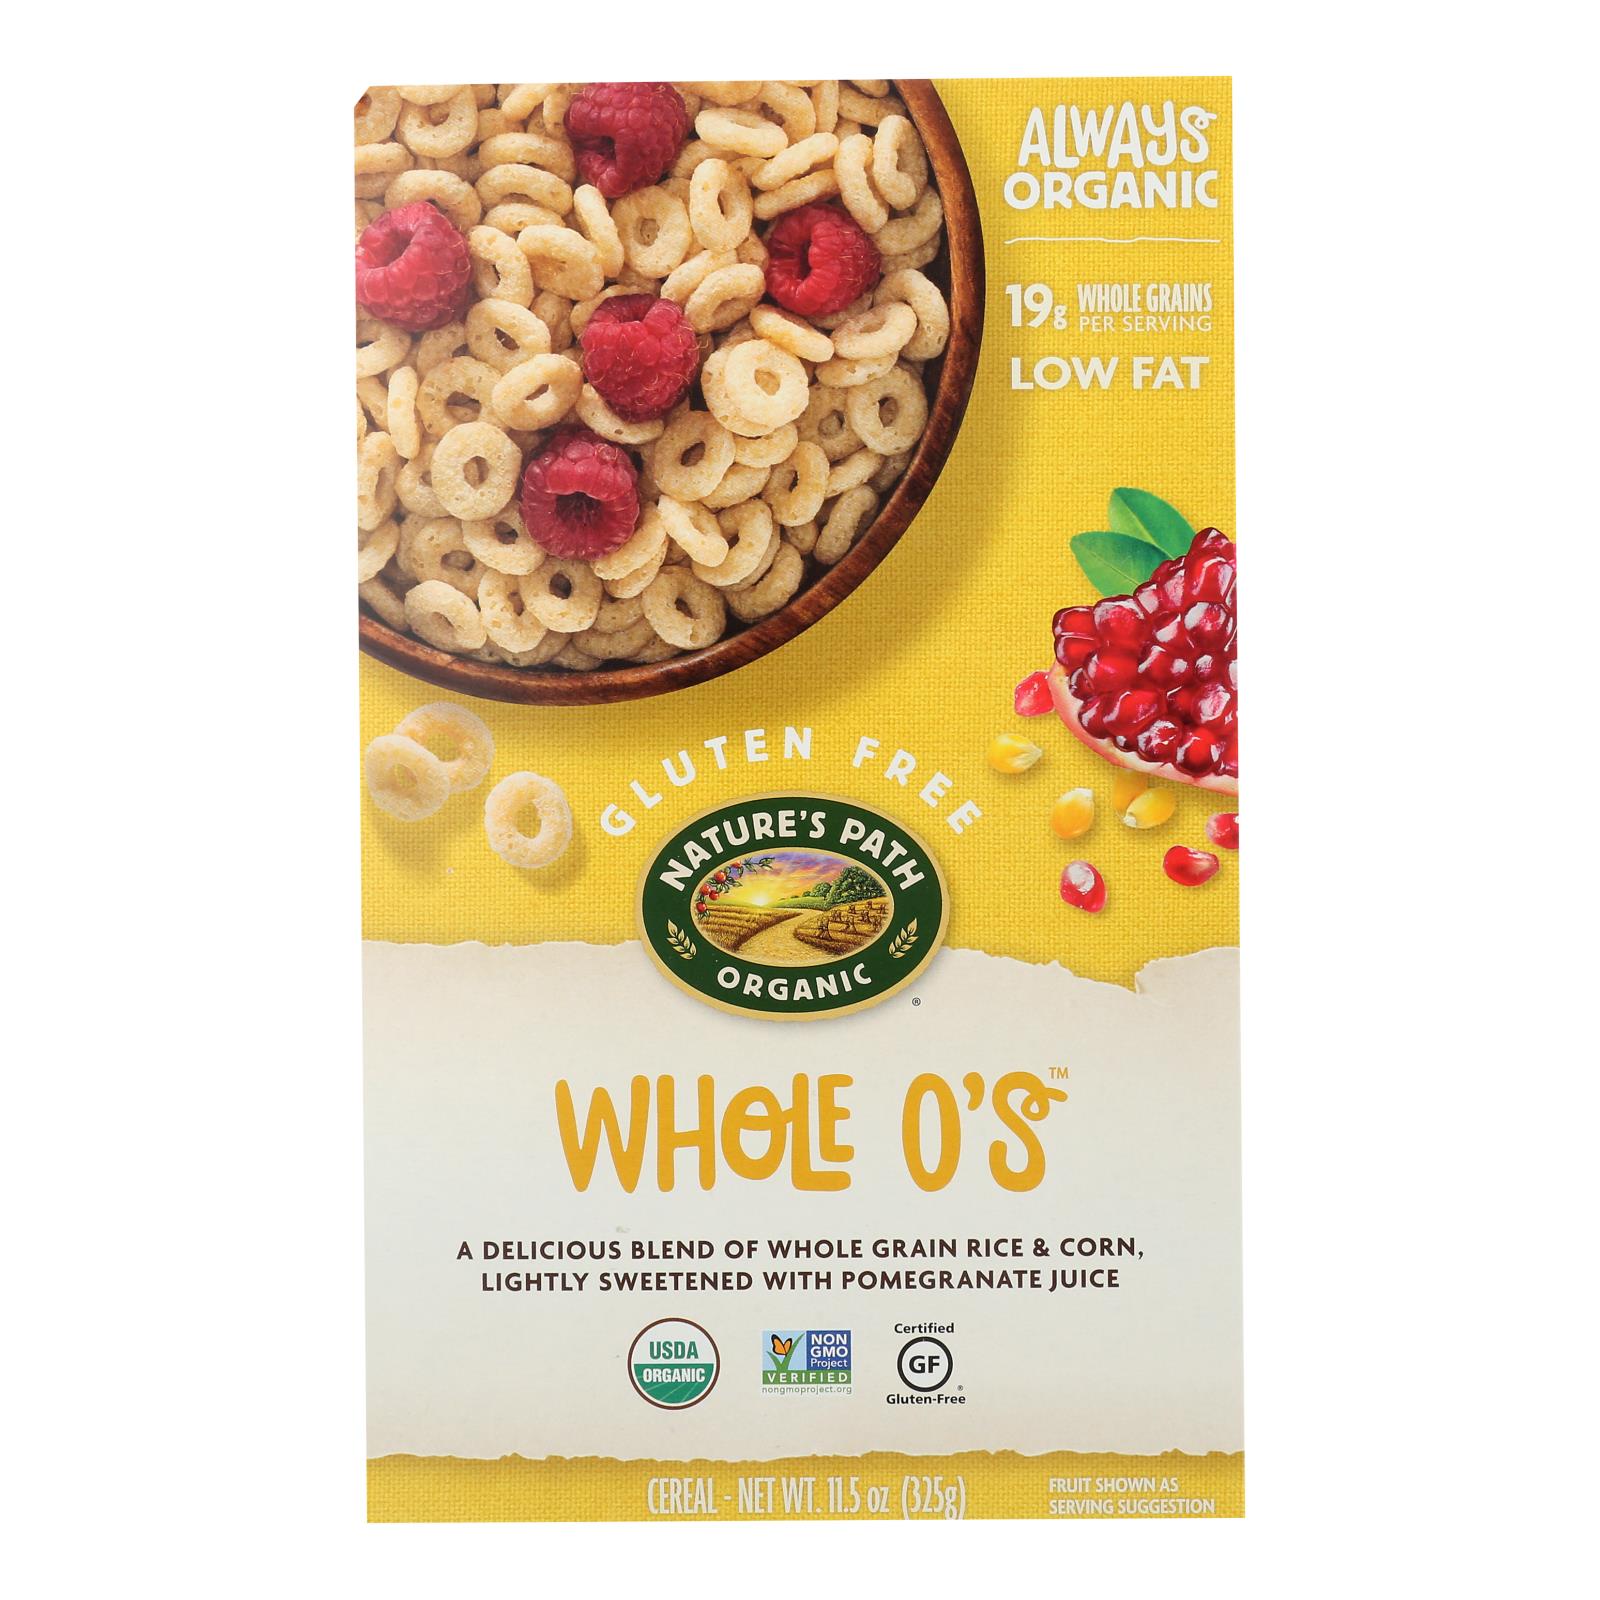 ALWAYS
ORGANIC
19g WHOLE GRAINS
PER SERVING
LOW FAT
GLUTEN FREE
NATURE'S PATH
ORGANIC
®
WHOLE O'S™
A DELICIOUS BLEND OF WHOLE GRAIN RICE & CORN,
LIGHTLY SWEETENED WITH POMEGRANATE JUICE
USDA
ORGANIC
NON
GMO
Project
VERIFIED
nongmoproject.org
Certified
GF
®
Gluten-Free
CEREAL - NET WT. 11.5 oz (325g)
FRUIT SHOWN AS
SERVING SUGGESTION